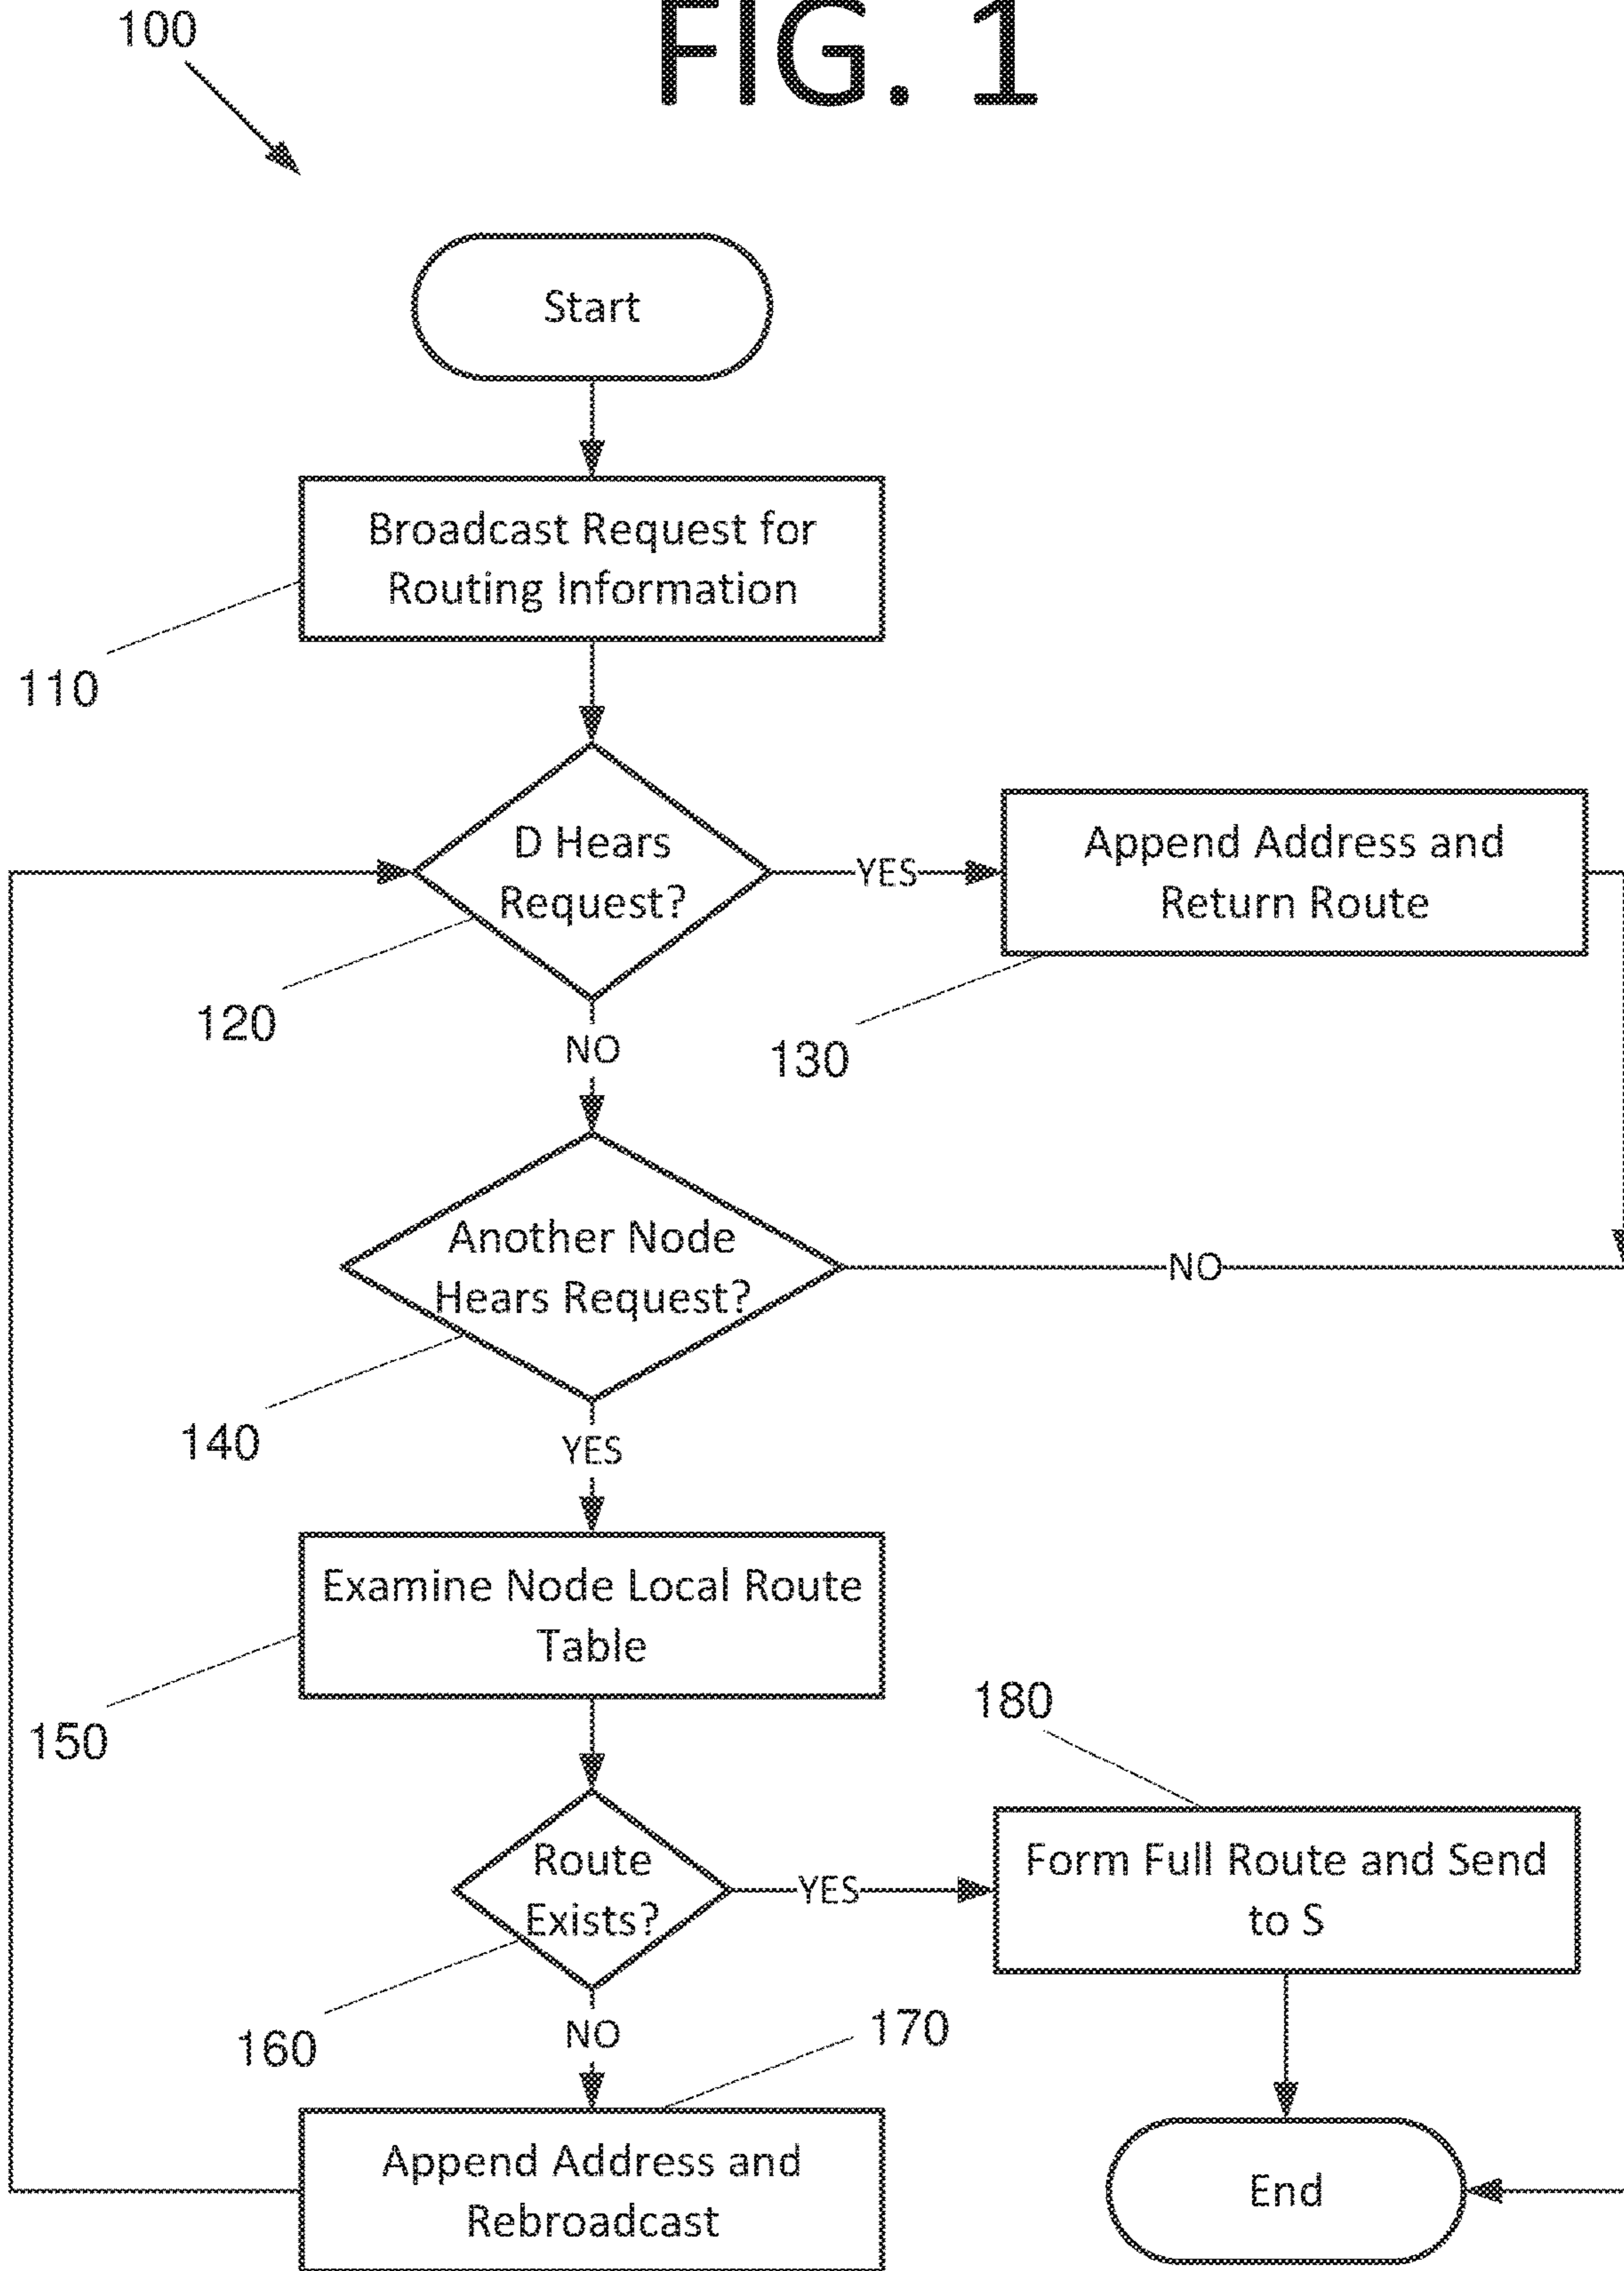 100
FIG. 1
Start
Broadcast Request for
Routing Information
110
D Hears
Request?
YES
Append Address and
Return Route
120
130
NO
Another Node
Hears Request?
NO
140
YES
Examine Node Local Route
Table
150
180
Route
Exists?
YES
Form Full Route and Send
to S
160
NO
170
Append Address and
Rebroadcast
End